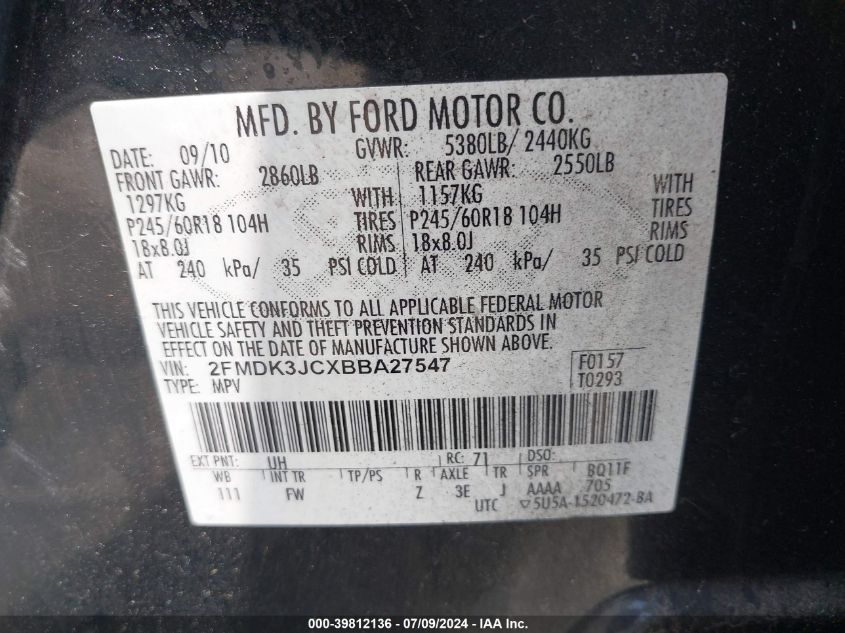 MFD. BY FORD MOTOR CO.
DATE: 09/10 GVWR: 5380LB/ 2440KG
FRONT GAWR: 2860LB REAR GAWR: 2550LB
1297KG WITH 1157KG WITH
P245/60R18 104H TIRES P245/60R18 104H TIRES
18x8.0J RIMS 18x8.0J RIMS
AT 240 kPa/ 35 PSI COLD AT 240 kPa/ 35 PSI COLD
THIS VEHICLE CONFORMS TO ALL APPLICABLE FEDERAL MOTOR
VEHICLE SAFETY AND THEFT PREVENTION STANDARDS IN
EFFECT ON THE DATE OF MANUFACTURE SHOWN ABOVE.
VIN: 2FMDK3JCXBBA27547 F0157
TYPE: MPV T0293
EXT PNT: UH RC: 71 DSO:
WB INT TR TP/PS R AXLE TR SPR BQ11F
111 FW Z 3E J AAAA 705
UTC ▽5U5A-1520472-BA
000-39812136 / 07/09/2024 - IAA Inc.